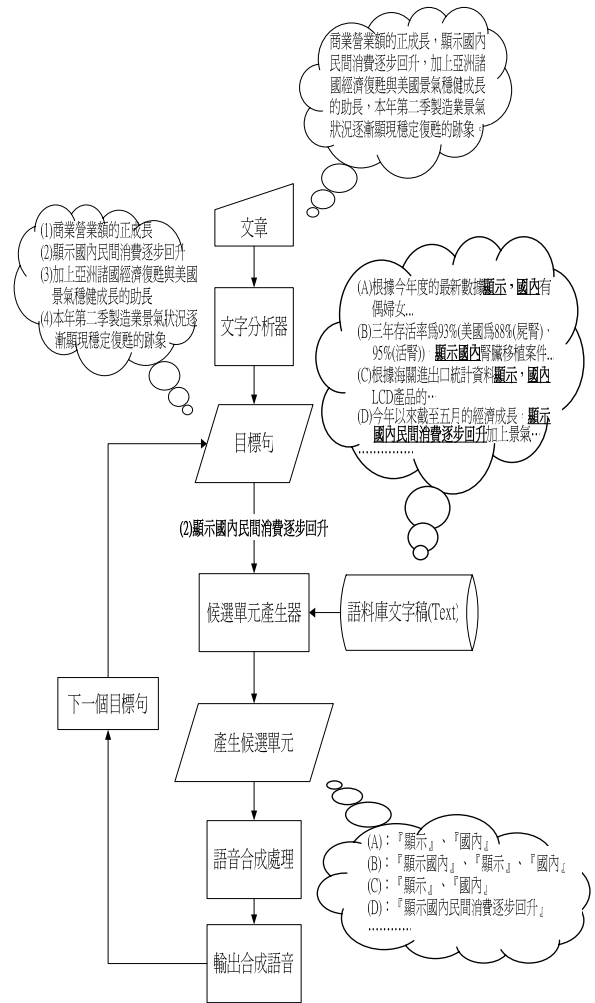 商業營業額的正成長，顯示國內
民間消費逐步回升，加上亞洲諸
國經濟復甦與美國景氣穩健成長
的助長，本年第二季製造業景氣
狀況逐漸顯現穩定復甦的跡象。
文章
(1)商業營業額的正成長
(2)顯示國內民間消費逐步回升
(3)加上亞洲諸國經濟復甦與美國
景氣穩健成長的助長
(4)本年第二季製造業景氣狀況逐
漸顯現穩定復甦的跡象
文字分析器
(A)根據今年度的最新數據顯示，國內有
偶婦女...
(B)三年存活率爲93%(美國爲88%(屍腎)、
95%(活腎))，顯示國內腎臟移植案件...
(C)根據海關進出口統計資料顯示，國內
LCD產品的…
(D)今年以來截至五月的經濟成長，顯示
國內民間消費逐步回升加上景氣…
.............
目標句
(2)顯示國內民間消費逐步回升
候選單元產生器
語料庫文字稿(Text)
下一個目標句
產生候選單元
語音合成處理
(A)：『顯示』、『國內』
(B)：『顯示國內』、『顯示』、『國內』
(C)：『顯示』、『國內』
(D)：『顯示國內民間消費逐步回升』
..........
輸出合成語音